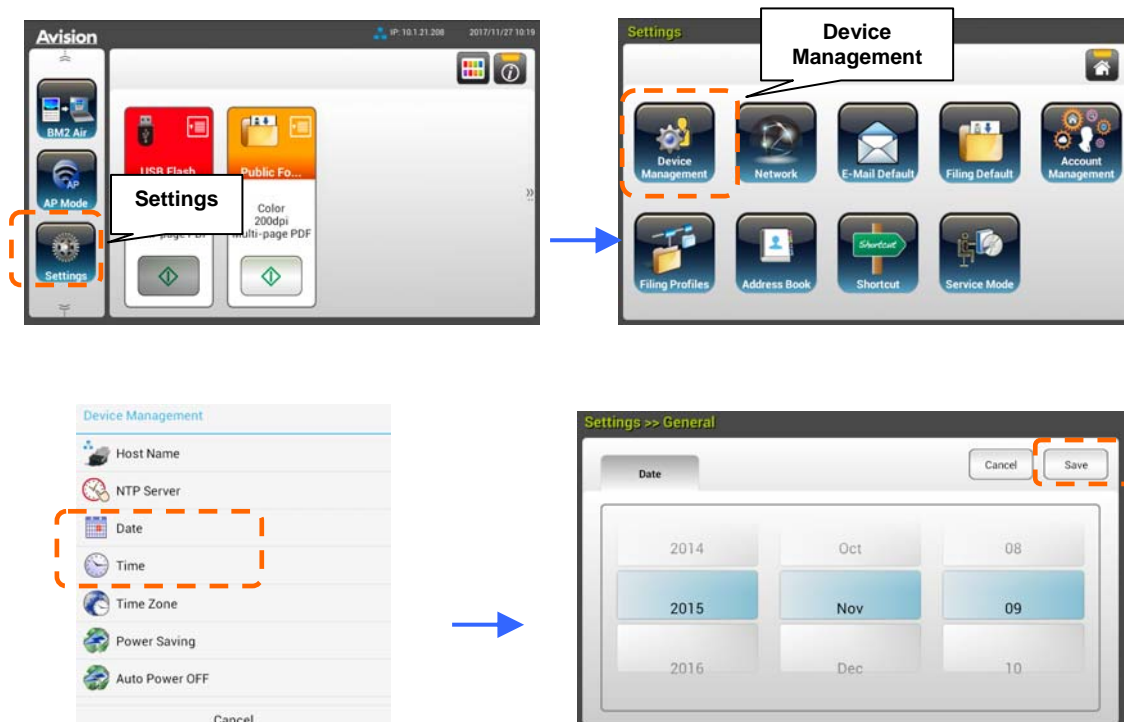 Avision
IP: 10.1.21.208 2017/11/27 10:19
BM2 Air
AP Mode
Settings
USB Flash
Public Fo...
Settings
Color
200dpi
Multi-page PDF
Settings
Device
Management
Device
Management
Network
E-Mail Default
Filing Default
Account
Management
Filing Profiles
Address Book
Shortcut
Shortcut
Service Mode
Device Management
Host Name
NTP Server
Date
Time
Time Zone
Power Saving
Auto Power OFF
Cancel
Settings >> General
Date
Cancel
Save
2014 Oct 08
2015 Nov 09
2016 Dec 10